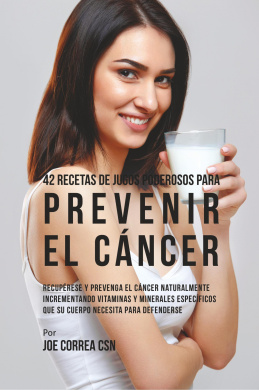 42 RECETAS DE JUGOS PODEROSOS PARA
PREVENIR
EL CÁNCER
RECUPÉRESE Y PREVENGA EL CÁNCER NATURALMENTE
INCREMENTANDO VITAMINAS Y MINERALES ESPECÍFICOS
QUE SU CUERPO NECESITA PARA DEFENDERSE
Por
JOE CORREA CSN